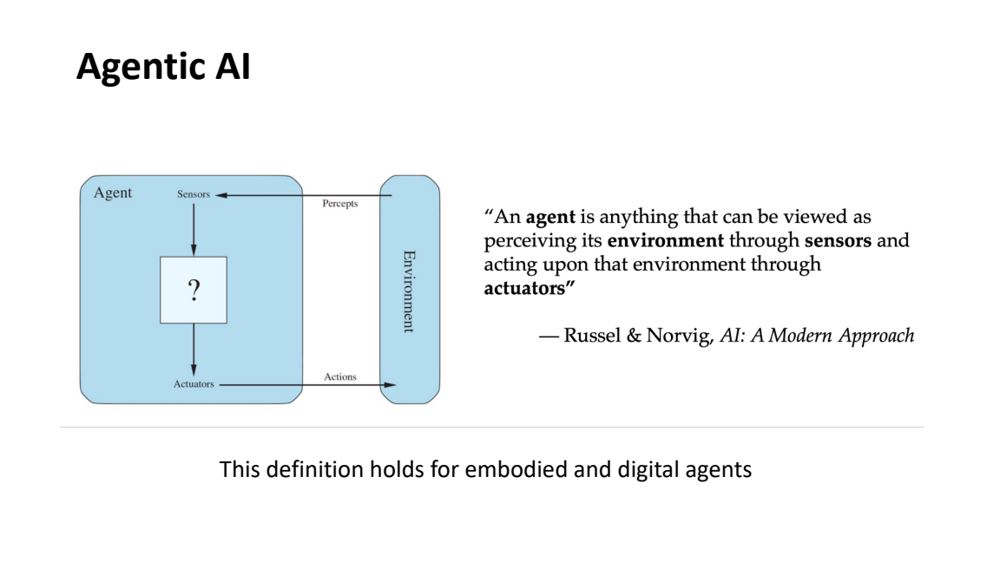 Agentic AI
Agent
Sensors
Percepts
?
Environment
Actuators
Actions
“An agent is anything that can be viewed as
perceiving its environment through sensors and
acting upon that environment through
actuators”
— Russel & Norvig, AI: A Modern Approach
This definition holds for embodied and digital agents